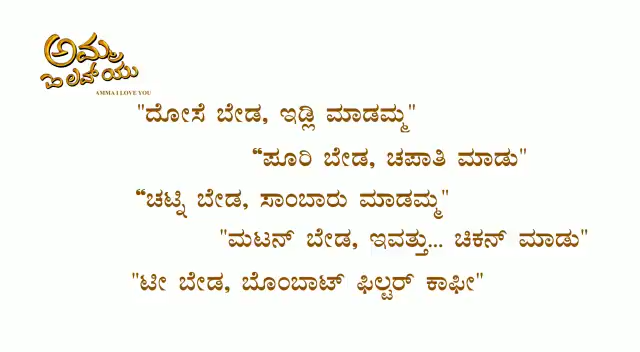 ಅಮ್ಮ
ಐ ಲವ್ ಯು
AMMA I LOVE YOU
"ದೋಸೆ ಬೇಡ, ಇಡ್ಲಿ ಮಾಡಮ್ಮ"
“ಪೂರಿ ಬೇಡ, ಚಪಾತಿ ಮಾಡು"
“ಚಟ್ನಿ ಬೇಡ, ಸಾಂಬಾರು ಮಾಡಮ್ಮ"
"ಮಟನ್ ಬೇಡ, ಇವತ್ತು... ಚಿಕನ್ ಮಾಡು"
"ಟೀ ಬೇಡ, ಬೊಂಬಾಟ್ ಫಿಲ್ಟರ್ ಕಾಫೀ"